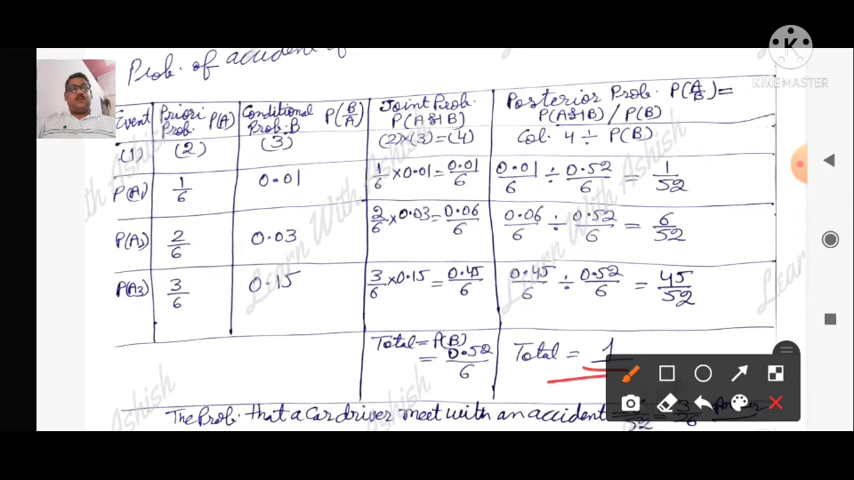 Prob. of accident
KINEMASTER
Event | Priori Prob. P(A) | Conditional Prob. B P(B/A) | Joint Prob. P(A&B) | Posterior Prob. P(A/B) = P(A&B) / P(B)
(1) | (2) | (3) | (2)×(3)=(4) | Col. 4 ÷ P(B)
P(A1) | 1/6 | 0.01 | 1/6 ×0.01 = 0.01/6 | 0.01/6 ÷ 0.52/6 = 1/52
P(A2) | 2/6 | 0.03 | 2/6 ×0.03 = 0.06/6 | 0.06/6 ÷ 0.52/6 = 6/52
P(A3) | 3/6 | 0.15 | 3/6 ×0.15 = 0.45/6 | 0.45/6 ÷ 0.52/6 = 45/52
Total = P(B) = 0.52/6 | Total = 1
The Prob. that a Car driver meet with an accident
Learn With Ashish